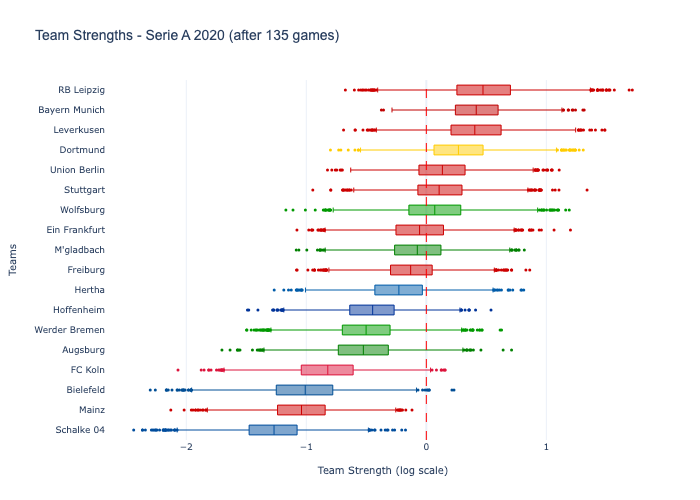 Team Strengths - Serie A 2020 (after 135 games)
RB Leipzig
Bayern Munich
Leverkusen
Dortmund
Union Berlin
Stuttgart
Wolfsburg
Ein Frankfurt
M'gladbach
Freiburg
Hertha
Hoffenheim
Werder Bremen
Augsburg
FC Koln
Bielefeld
Mainz
Schalke 04
Teams
−2 −1 0 1
Team Strength (log scale)